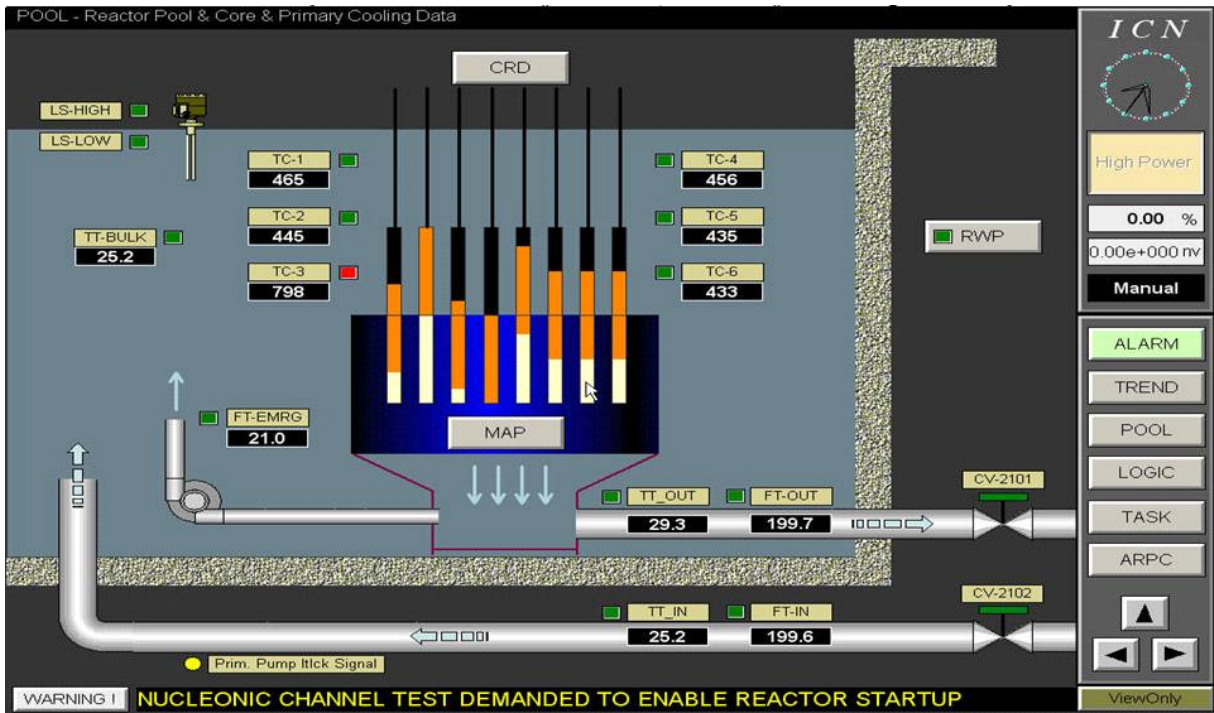 POOL - Reactor Pool & Core & Primary Cooling Data
ICN
CRD
LS-HIGH
LS-LOW
TC-1
465
TC-4
456
High Power
TC-2
445
TC-5
435
TT-BULK
25.2
RWP
0.00 %
0.00e+000 nv
TC-3
798
TC-6
433
Manual
ALARM
TREND
FT-EMRG
21.0
MAP
POOL
LOGIC
CV-2101
TT_OUT
29.3
FT-OUT
199.7
TASK
ARPC
CV-2102
TT_IN
25.2
FT-IN
199.6
Prim. Pump Itlck Signal
WARNING !
NUCLEONIC CHANNEL TEST DEMANDED TO ENABLE REACTOR STARTUP
ViewOnly